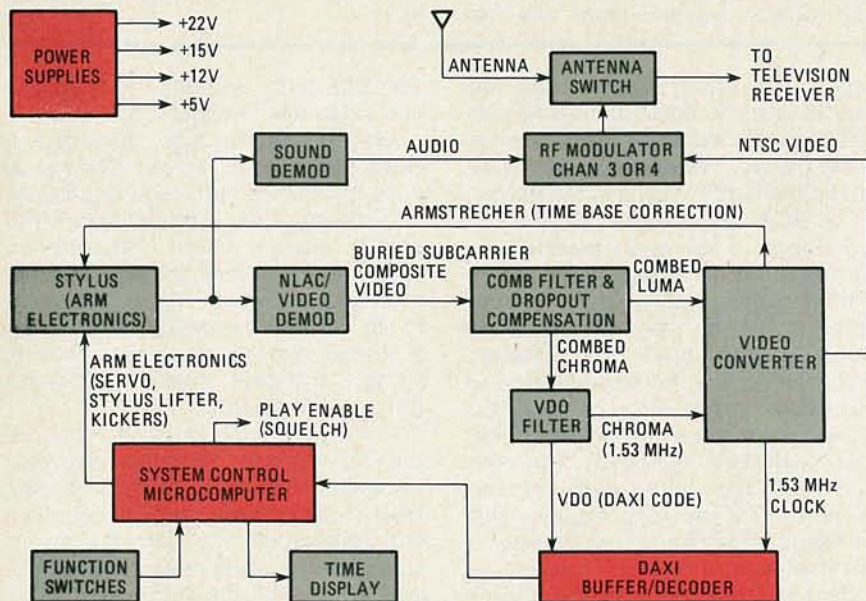 POWER
SUPPLIES
+22V
+15V
+12V
+5V
ANTENNA
ANTENNA
SWITCH
TO
TELEVISION
RECEIVER
SOUND
DEMOD
AUDIO
RF MODULATOR
CHAN 3 OR 4
NTSC VIDEO
ARMSTRECHER (TIME BASE CORRECTION)
STYLUS
(ARM
ELECTRONICS)
NLAC/
VIDEO
DEMOD
BURIED SUBCARRIER
COMPOSITE
VIDEO
COMB FILTER &
DROPOUT
COMPENSATION
COMBED
LUMA
VIDEO
CONVERTER
COMBED
CHROMA
VDO
FILTER
CHROMA
(1.53 MHz)
ARM ELECTRONICS
(SERVO,
STYLUS LIFTER,
KICKERS)
PLAY ENABLE
(SQUELCH)
SYSTEM CONTROL
MICROCOMPUTER
VDO (DAXI CODE)
1.53 MHz
CLOCK
FUNCTION
SWITCHES
TIME
DISPLAY
DAXI
BUFFER/DECODER